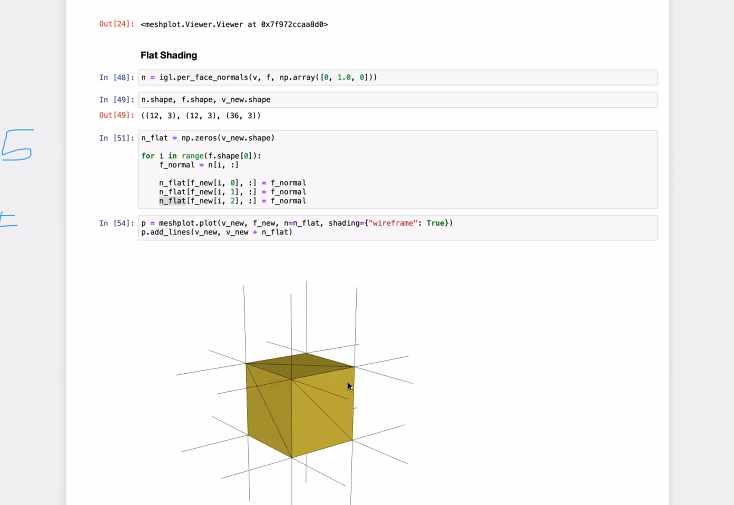 Out[24]: <meshplot.Viewer.Viewer at 0x7f972ccaa8d0>
Flat Shading
In [48]: n = igl.per_face_normals(v, f, np.array([0, 1.0, 0]))
In [49]: n.shape, f.shape, v_new.shape
Out[49]: ((12, 3), (12, 3), (36, 3))
5
In [51]: n_flat = np.zeros(v_new.shape)
for i in range(f.shape[0]):
f_normal = n[i, :]
n_flat[f_new[i, 0], :] = f_normal
n_flat[f_new[i, 1], :] = f_normal
n_flat[f_new[i, 2], :] = f_normal
In [54]: p = meshplot.plot(v_new, f_new, n=n_flat, shading={"wireframe": True})
p.add_lines(v_new, v_new + n_flat)